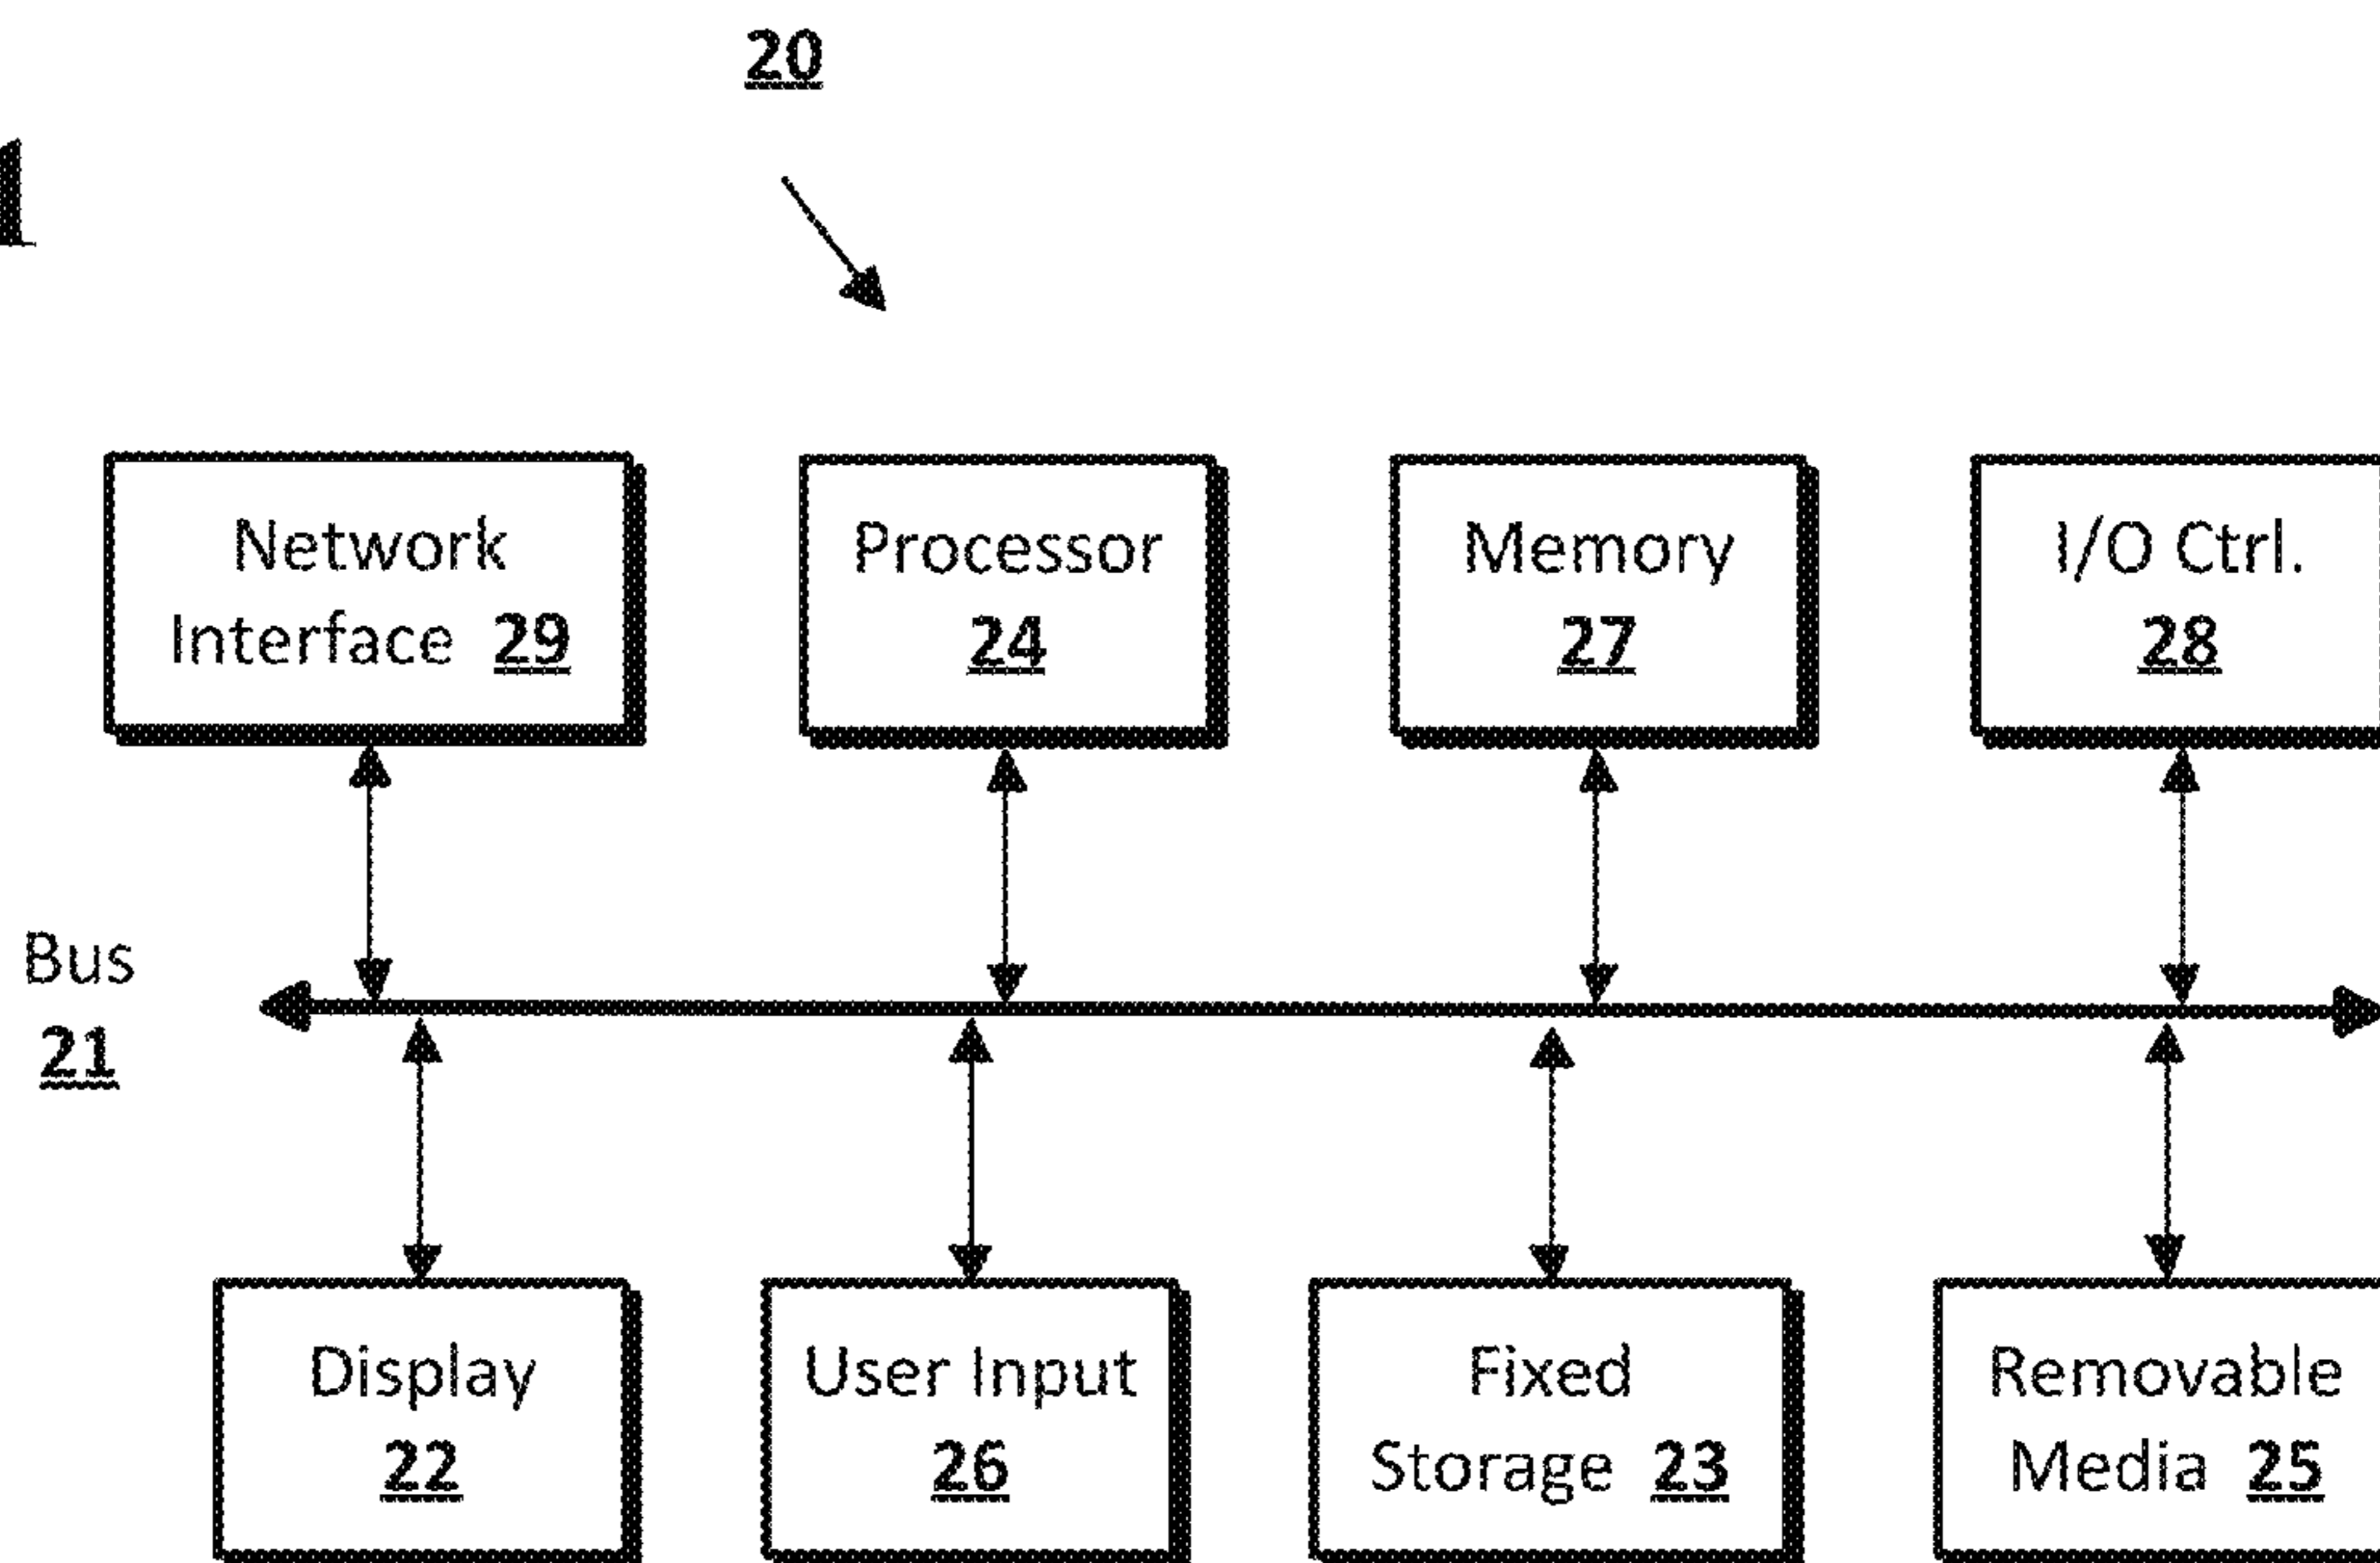 20
1
Network
Interface 29
Processor
24
Memory
27
I/O Ctrl.
28
Bus
21
Display
22
User Input
26
Fixed
Storage 23
Removable
Media 25